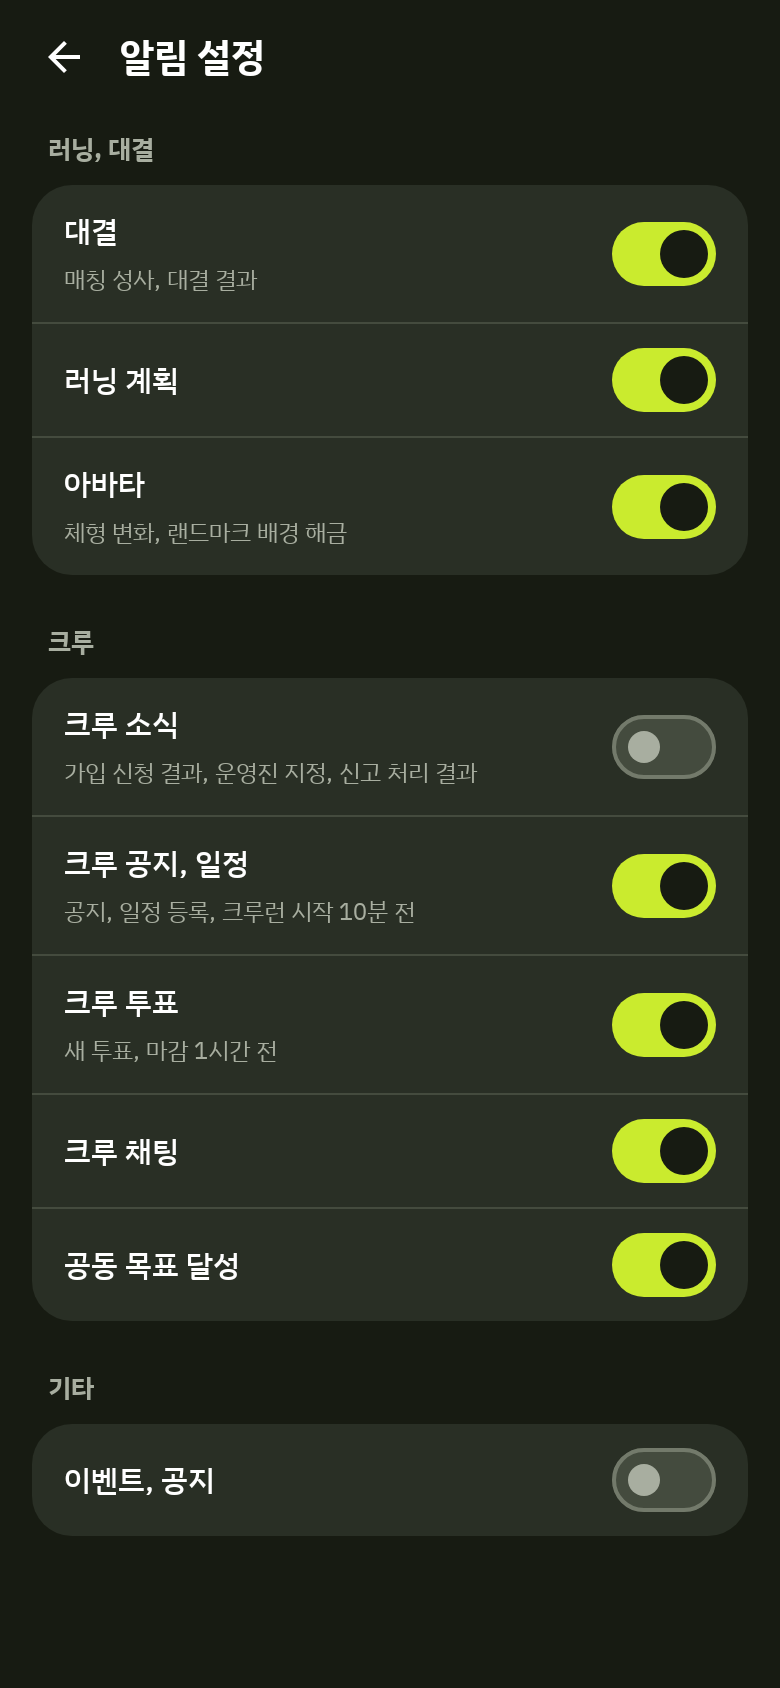 알림 설정
러닝, 대결
대결
매칭 성사, 대결 결과
러닝 계획
아바타
체형 변화, 랜드마크 배경 해금
크루
크루 소식
가입 신청 결과, 운영진 지정, 신고 처리 결과
크루 공지, 일정
공지, 일정 등록, 크루런 시작 10분 전
크루 투표
새 투표, 마감 1시간 전
크루 채팅
공동 목표 달성
기타
이벤트, 공지